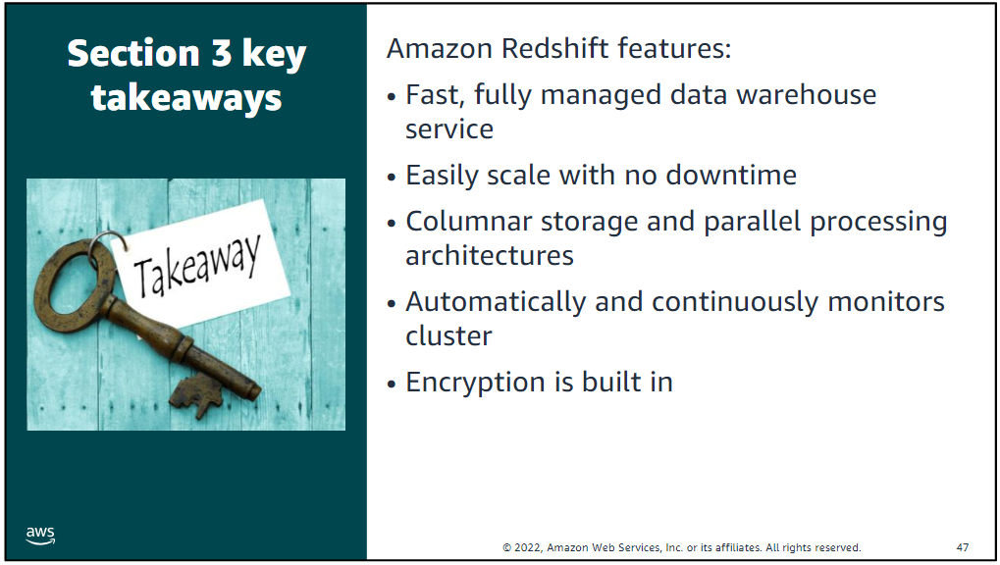 Section 3 key
takeaways
Takeaway
aws
Amazon Redshift features:
• Fast, fully managed data warehouse
service
• Easily scale with no downtime
• Columnar storage and parallel processing
architectures
• Automatically and continuously monitors
cluster
• Encryption is built in
© 2022, Amazon Web Services, Inc. or its affiliates. All rights reserved.
47